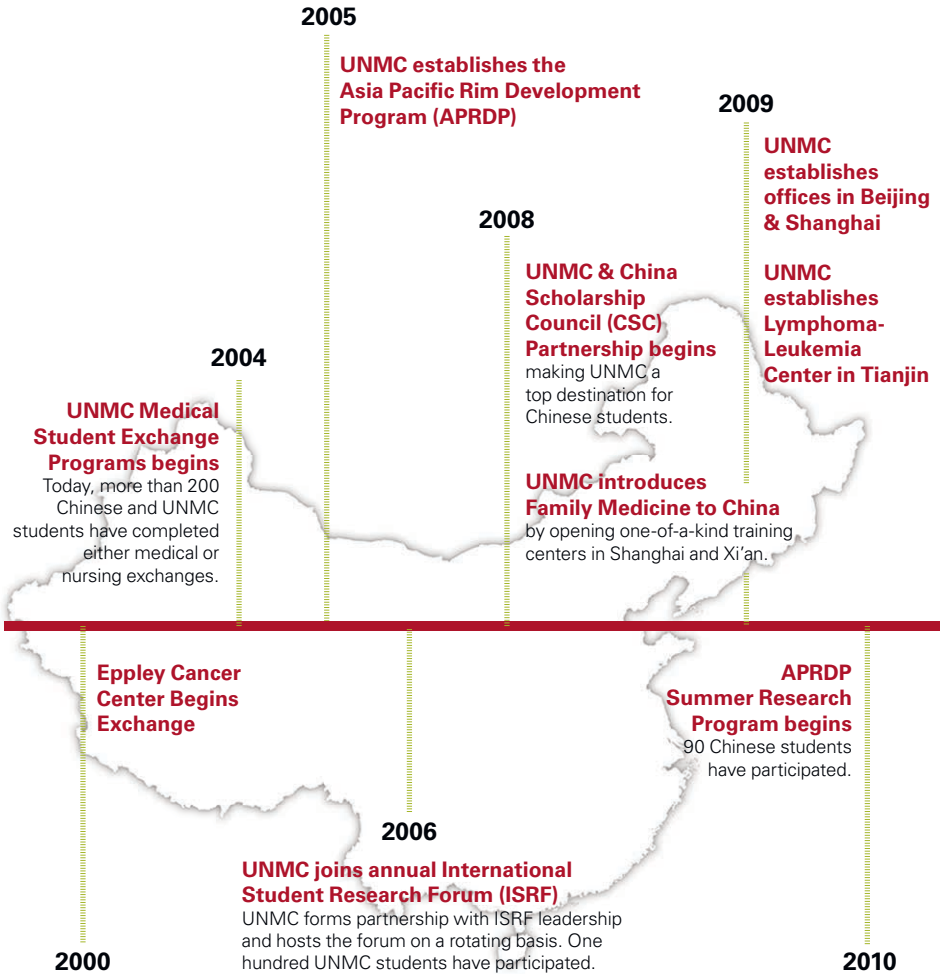 2005
UNMC establishes the
Asia Pacific Rim Development
Program (APRDP)
2009
UNMC
establishes
offices in Beijing
& Shanghai
UNMC
establishes
Lymphoma-
Leukemia
Center in Tianjin
2008
UNMC & China
Scholarship
Council (CSC)
Partnership begins
making UNMC a
top destination for
Chinese students.
UNMC introduces
Family Medicine to China
by opening one-of-a-kind training
centers in Shanghai and Xi’an.
2004
UNMC Medical
Student Exchange
Programs begins
Today, more than 200
Chinese and UNMC
students have completed
either medical or
nursing exchanges.
Eppley Cancer
Center Begins
Exchange
2000
2006
UNMC joins annual International
Student Research Forum (ISRF)
UNMC forms partnership with ISRF leadership
and hosts the forum on a rotating basis. One
hundred UNMC students have participated.
APRDP
Summer Research
Program begins
90 Chinese students
have participated.
2010